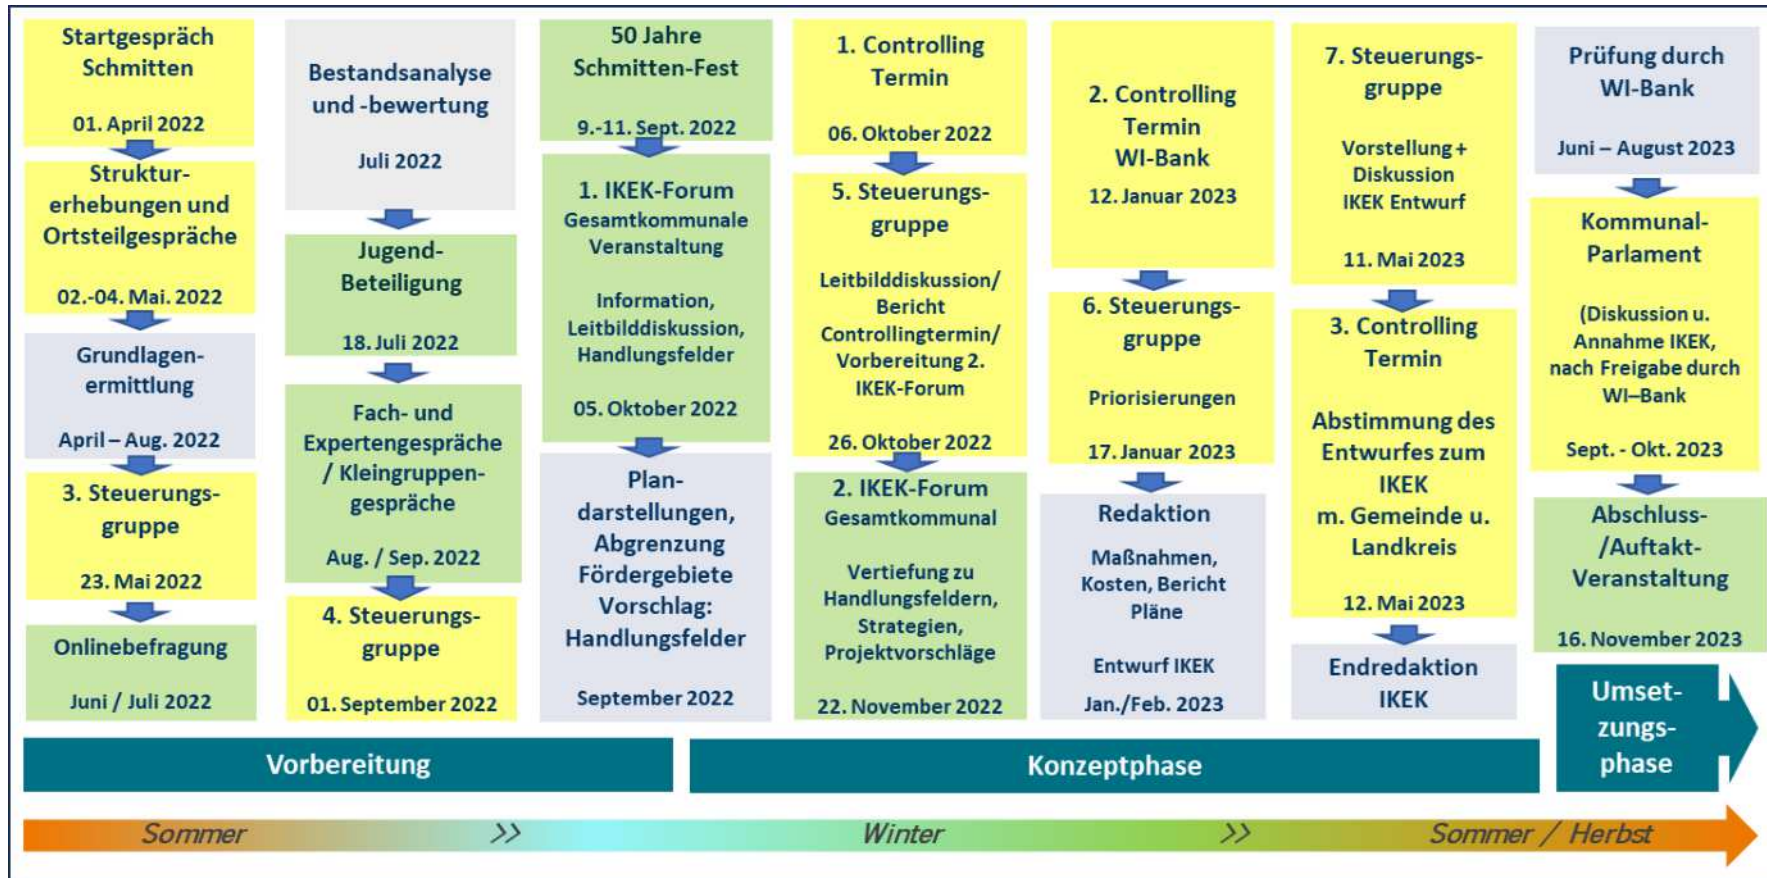 Startgespräch
Schmitten
01. April 2022
Struktur-
erhebungen und
Ortsteilgespräche
02.-04. Mai. 2022
Grundlagen-
ermittlung
April – Aug. 2022
3. Steuerungs-
gruppe
23. Mai 2022
Onlinebefragung
Juni / Juli 2022
Bestandsanalyse
und -bewertung
Juli 2022
Jugend-
Beteiligung
18. Juli 2022
Fach- und
Expertengespräche
/ Kleingruppen-
gespräche
Aug. / Sep. 2022
4. Steuerungs-
gruppe
01. September 2022
50 Jahre
Schmitten-Fest
9.-11. Sept. 2022
1. IKEK-Forum
Gesamtkommunale
Veranstaltung
Information,
Leitbilddiskussion,
Handlungsfelder
05. Oktober 2022
Plan-
darstellungen,
Abgrenzung
Fördergebiete
Vorschlag:
Handlungsfelder
September 2022
1. Controlling
Termin
06. Oktober 2022
5. Steuerungs-
gruppe
Leitbilddiskussion/
Bericht
Controllingtermin/
Vorbereitung 2.
IKEK-Forum
26. Oktober 2022
2. IKEK-Forum
Gesamtkommunal
Vertiefung zu
Handlungsfeldern,
Strategien,
Projektvorschläge
22. November 2022
2. Controlling
Termin
WI-Bank
12. Januar 2023
6. Steuerungs-
gruppe
Priorisierungen
17. Januar 2023
Redaktion
Maßnahmen,
Kosten, Bericht
Pläne
Entwurf IKEK
Jan./Feb. 2023
7. Steuerungs-
gruppe
Vorstellung +
Diskussion
IKEK Entwurf
11. Mai 2023
3. Controlling
Termin
Abstimmung des
Entwurfes zum
IKEK
m. Gemeinde u.
Landkreis
12. Mai 2023
Endredaktion
IKEK
Prüfung durch
WI-Bank
Juni – August 2023
Kommunal-
Parlament
(Diskussion u.
Annahme IKEK,
nach Freigabe durch
WI–Bank
Sept. - Okt. 2023
Abschluss-
/Auftakt-
Veranstaltung
16. November 2023
Vorbereitung
Konzeptphase
Umset-
zungs-
phase
Sommer >> Winter >> Sommer / Herbst